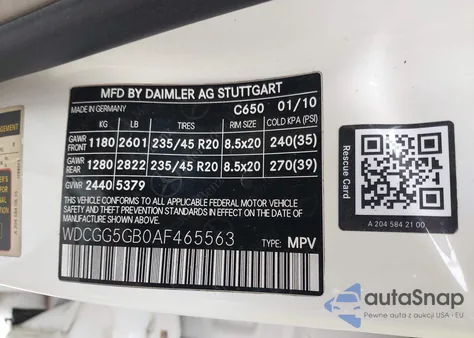 MFD BY DAIMLER AG STUTTGART
MADE IN GERMANY C650 01/10
KG LB TIRES RIM SIZE COLD KPA (PSI)
GAWR FRONT 1180 2601 235/45 R20 8.5x20 240(35)
GAWR REAR 1280 2822 235/45 R20 8.5x20 270(39)
GVWR 2440 5379
THIS VEHICLE CONFORMS TO ALL APPLICABLE FEDERAL MOTOR VEHICLE
SAFETY STANDARDS IN EFFECT ON THE DATE OF MANUFACTURE SHOWN ABOVE.
WDCGG5GB0AF465563 TYPE: MPV
Rescue Card
A 204 584 21 00
autoSnap
Pewne auta z aukcji USA i EU.